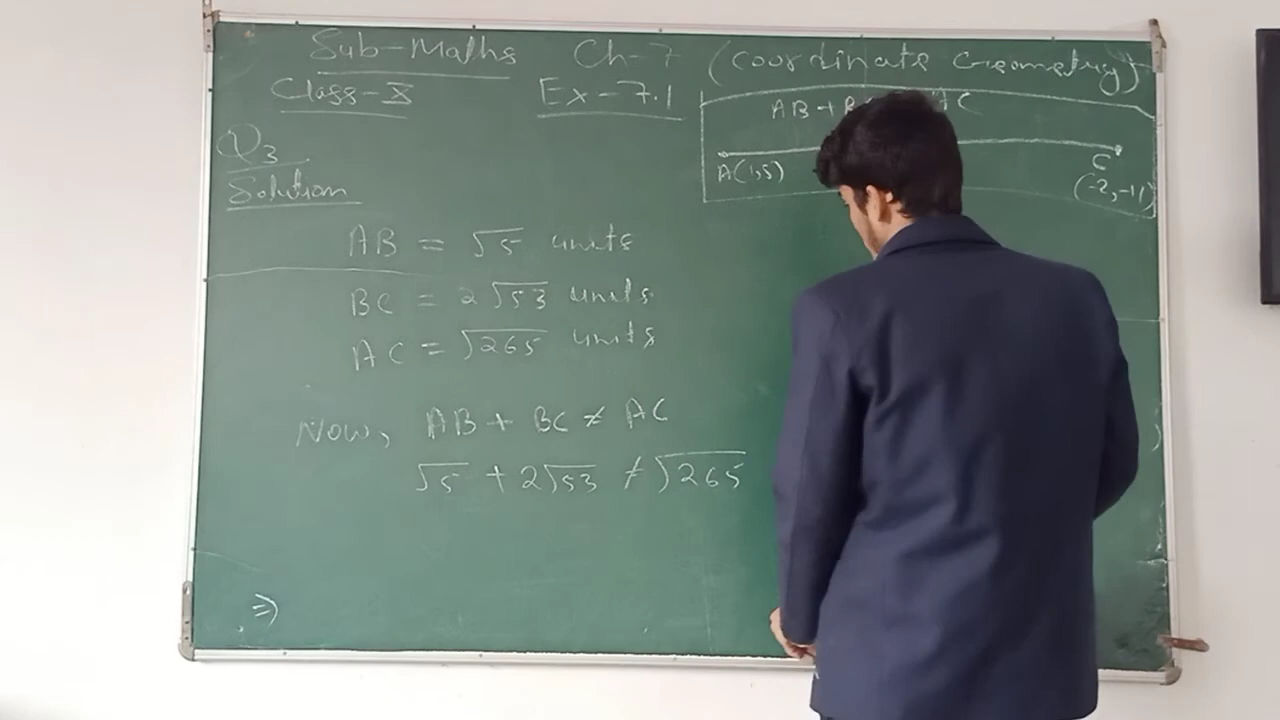 Sub-Maths Ch-7 (Coordinate Geometry)
Class-X Ex-7.1
AB + B AC
Q3
Solution
A(1,5) C
(-2,-11)
AB = √5 units
BC = 2√53 units
AC = √265 units
Now, AB + BC ≠ AC
√5 + 2√53 ≠ √265
⇒